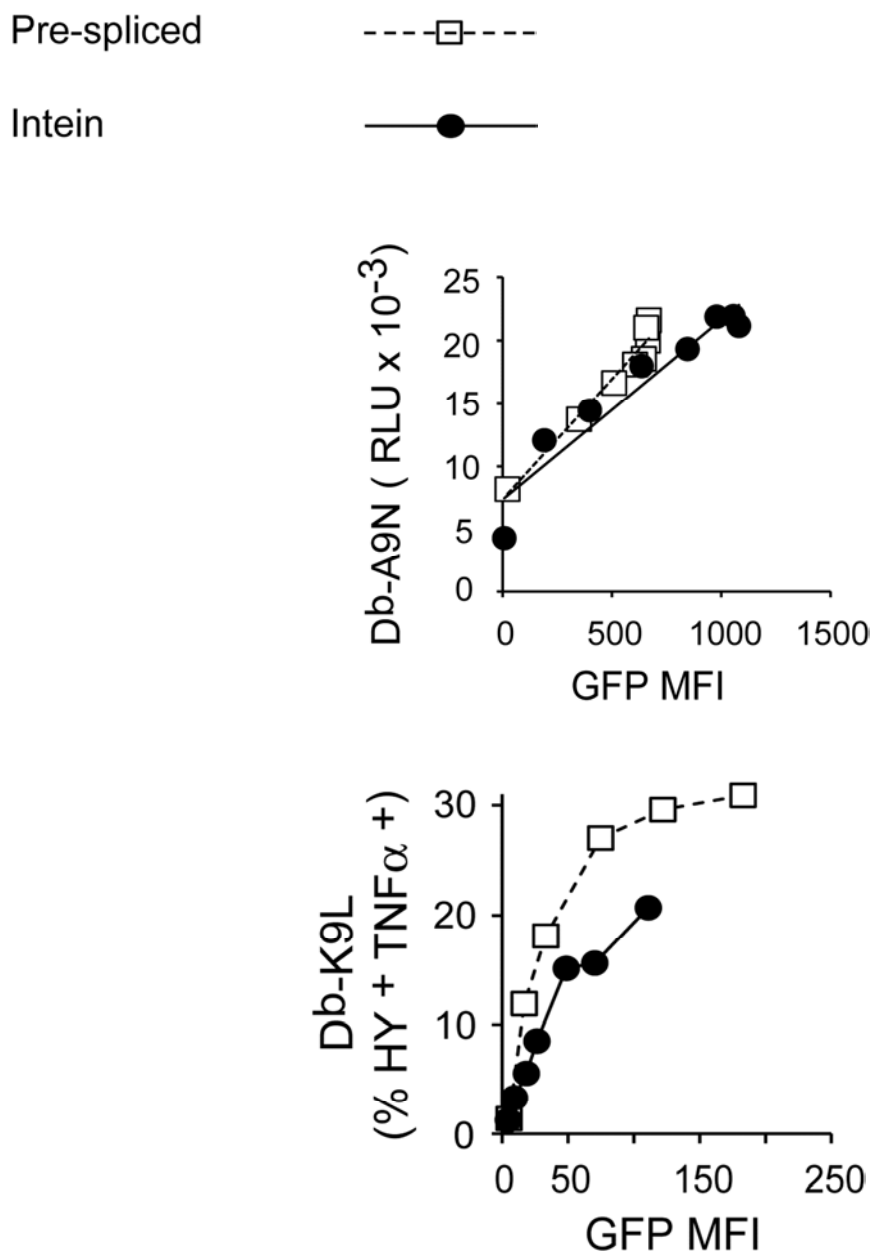 Pre-spliced
Intein
Db-A9N ( RLU x 10-3)
25
20
15
10
5
0
0 500 1000 1500
GFP MFI
Db-K9L
(% HY + TNFα +)
30
20
10
0
0 50 150 250
GFP MFI